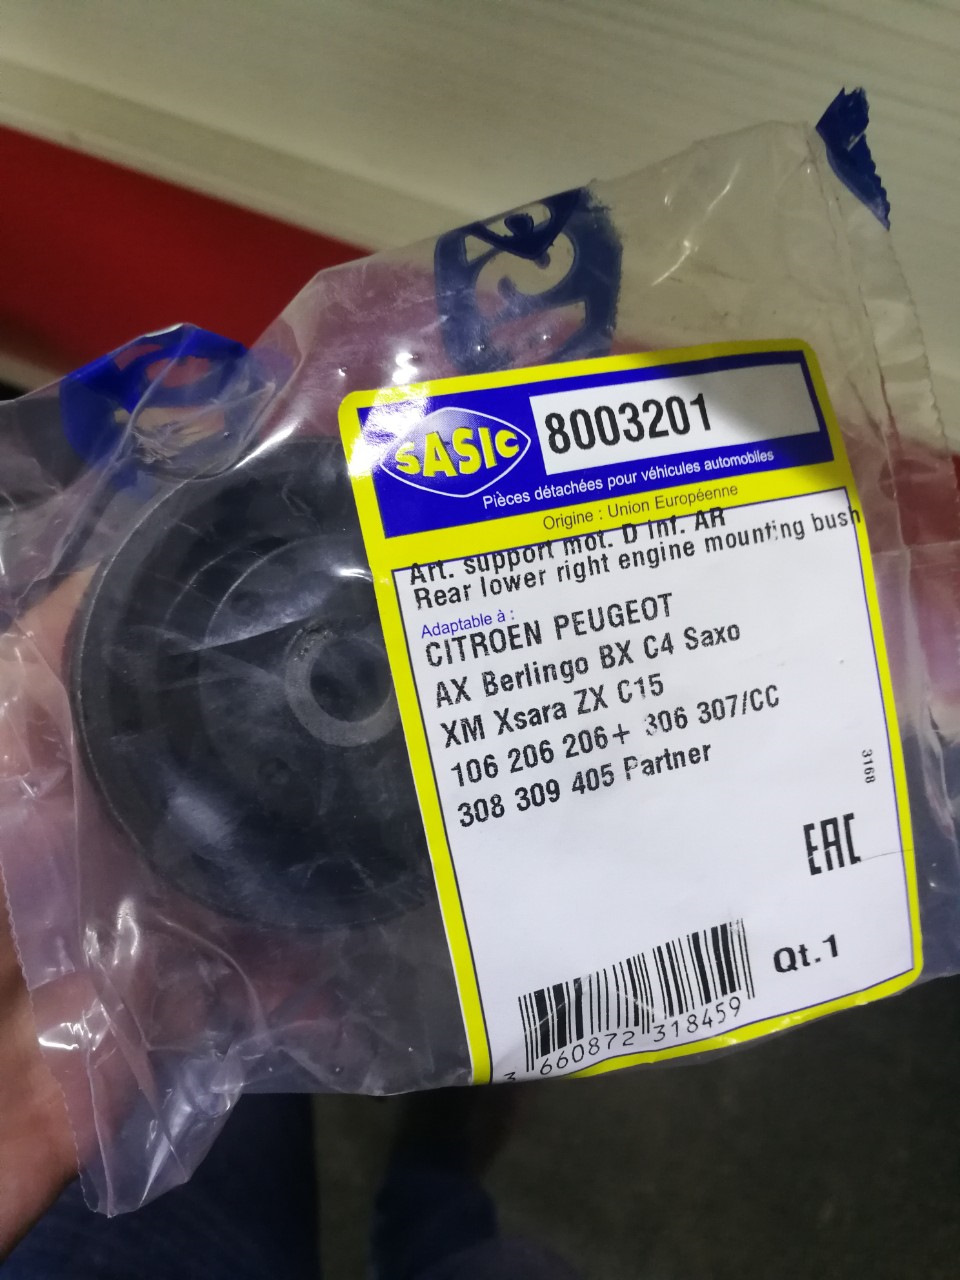 SASIC
8003201
Pièces détachées pour véhicules automobiles
Origine : Union Européenne
Art. support mot. D inf. AR
Rear lower right engine mounting bush
Adaptable à :
CITROEN PEUGEOT
AX Berlingo BX C4 Saxo
XM Xsara ZX C15
106 206 206+ 306 307/CC
308 309 405 Partner
3168
EAC
Qt.1
3 660872 318459